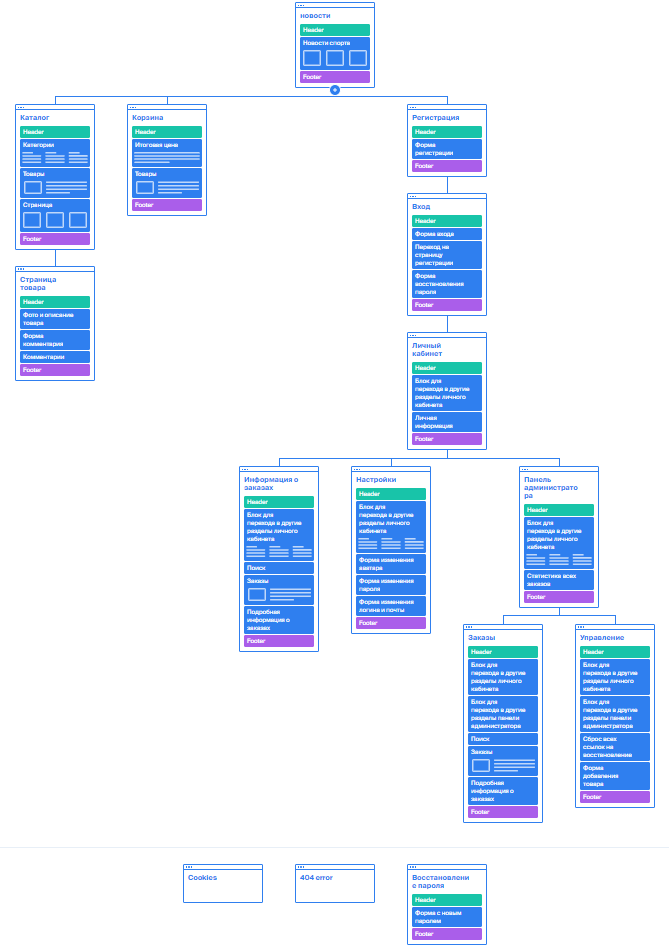 новости
Header
Новости спорта
Footer
Каталог
Header
Категории
Товары
Страница
Footer
Корзина
Header
Итоговая цена
Товары
Footer
Регистрация
Header
Форма
регистрации
Footer
Вход
Header
Форма входа
Переход на
страницу
регистрации
Форма
восстановления
пароля
Footer
Страница
товара
Header
Фото и описание
товара
Форма
комментария
Комментарии
Footer
Личный
кабинет
Header
Блок для
перехода в другие
разделы личного
кабинета
Личная
информация
Footer
Информация о
заказах
Header
Блок для
перехода в другие
разделы личного
кабинета
Поиск
Заказы
Подробная
информация о
заказах
Footer
Настройки
Header
Блок для
перехода в другие
разделы личного
кабинета
Форма изменения
аватара
Форма изменения
пароля
Форма изменения
логина и почты
Footer
Панель
администрато
ра
Header
Блок для
перехода в другие
разделы личного
кабинета
Статистика всех
заказов
Footer
Заказы
Header
Блок для
перехода в другие
разделы личного
кабинета
Блок для
перехода в другие
разделы панели
администратора
Поиск
Заказы
Подробная
информация о
заказах
Footer
Управление
Header
Блок для
перехода в другие
разделы личного
кабинета
Блок для
перехода в другие
разделы панели
администратора
Сброс всех
ссылок на
восстановление
Форма
добавления
товара
Footer
Cookies
404 error
Восстановлени
е пароля
Header
Форма с новым
паролем
Footer